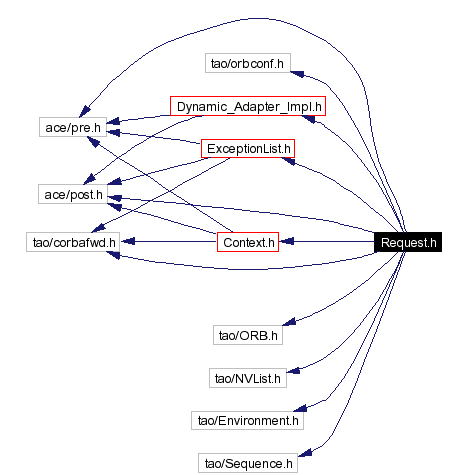 tao/orbconf.h
Dynamic_Adapter_Impl.h
ace/pre.h
ExceptionList.h
ace/post.h
tao/corbafwd.h
Context.h
Request.h
tao/ORB.h
tao/NVList.h
tao/Environment.h
tao/Sequence.h